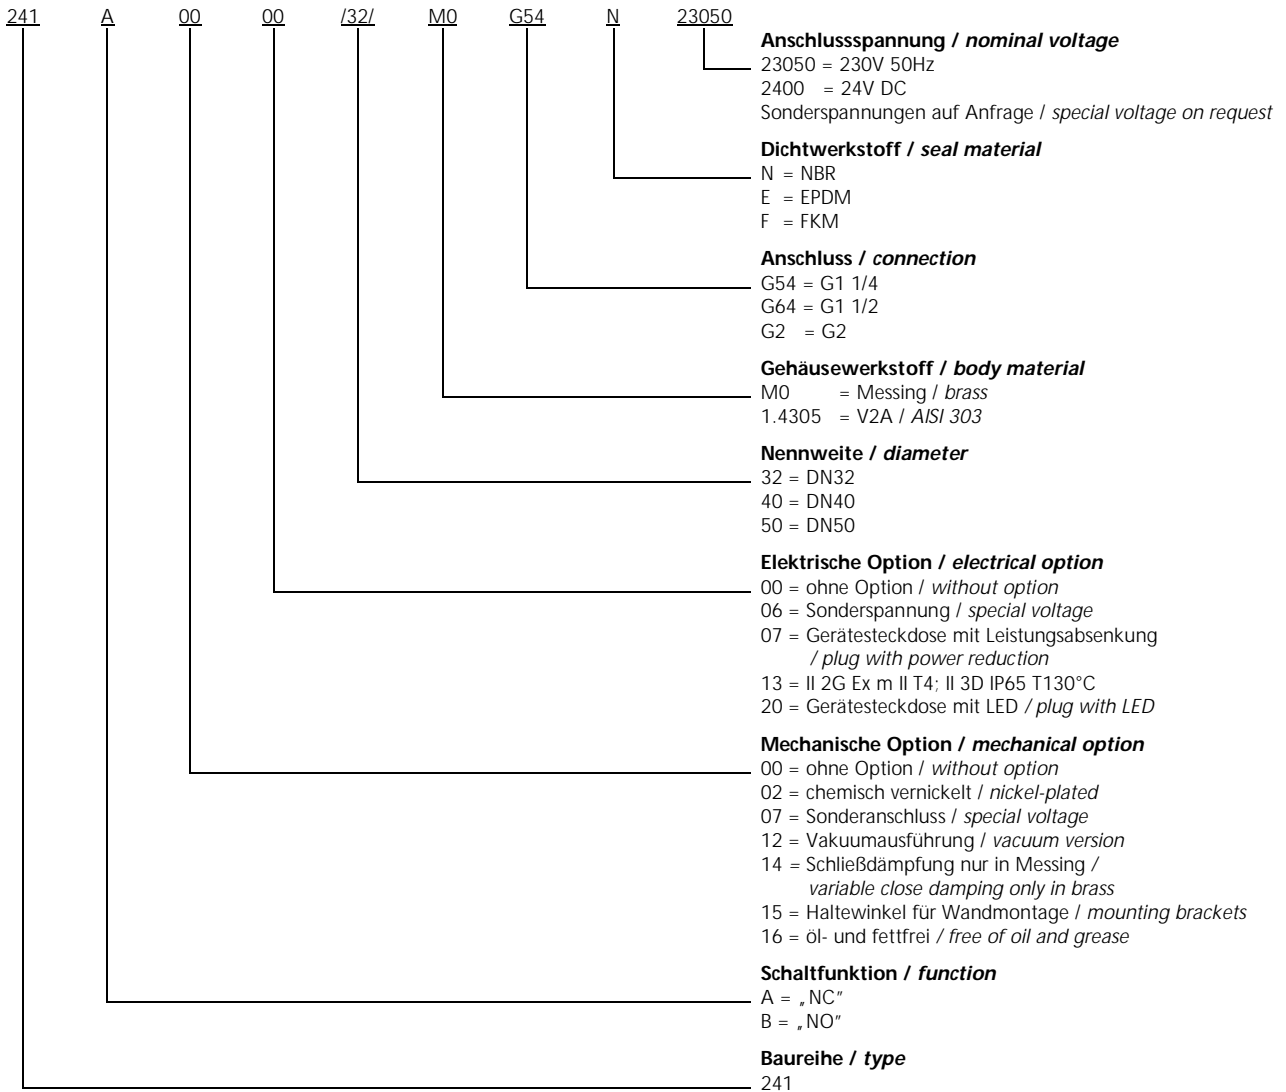 241 A 00 00 /32/ M0 G54 N 23050
Anschlussspannung / nominal voltage
23050 = 230V 50Hz
2400 = 24V DC
Sonderspannungen auf Anfrage / special voltage on request
Dichtwerkstoff / seal material
N = NBR
E = EPDM
F = FKM
Anschluss / connection
G54 = G1 1/4
G64 = G1 1/2
G2 = G2
Gehäusewerkstoff / body material
M0 = Messing / brass
1.4305 = V2A / AISI 303
Nennweite / diameter
32 = DN32
40 = DN40
50 = DN50
Elektrische Option / electrical option
00 = ohne Option / without option
06 = Sonderspannung / special voltage
07 = Gerätesteckdose mit Leistungsabsenkung
/ plug with power reduction
13 = II 2G Ex m II T4; II 3D IP65 T130°C
20 = Gerätesteckdose mit LED / plug with LED
Mechanische Option / mechanical option
00 = ohne Option / without option
02 = chemisch vernickelt / nickel-plated
07 = Sonderanschluss / special voltage
12 = Vakuumausführung / vacuum version
14 = Schließdämpfung nur in Messing /
variable close damping only in brass
15 = Haltewinkel für Wandmontage / mounting brackets
16 = öl- und fettfrei / free of oil and grease
Schaltfunktion / function
A = „NC"
B = „NO"
Baureihe / type
241